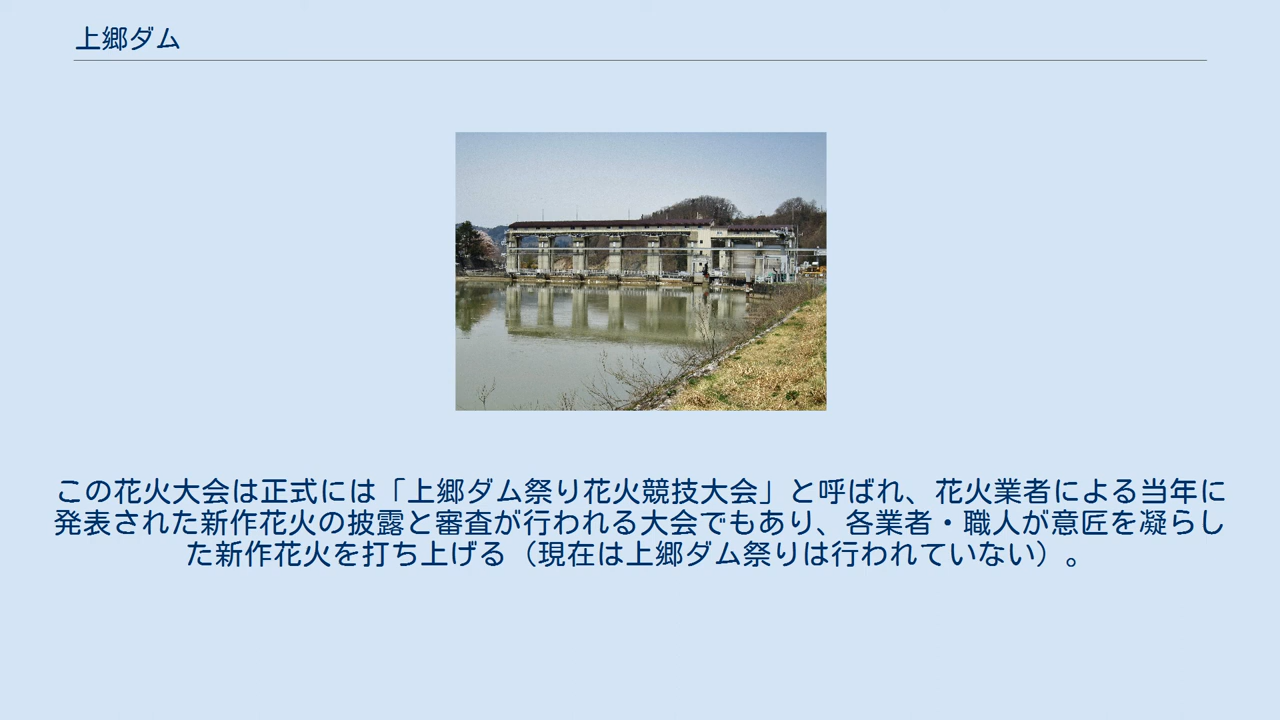 上郷ダム
この花火大会は正式には「上郷ダム祭り花火競技大会」と呼ばれ、花火業者による当年に
発表された新作花火の披露と審査が行われる大会でもあり、各業者・職人が意匠を凝らし
た新作花火を打ち上げる（現在は上郷ダム祭りは行われていない）。